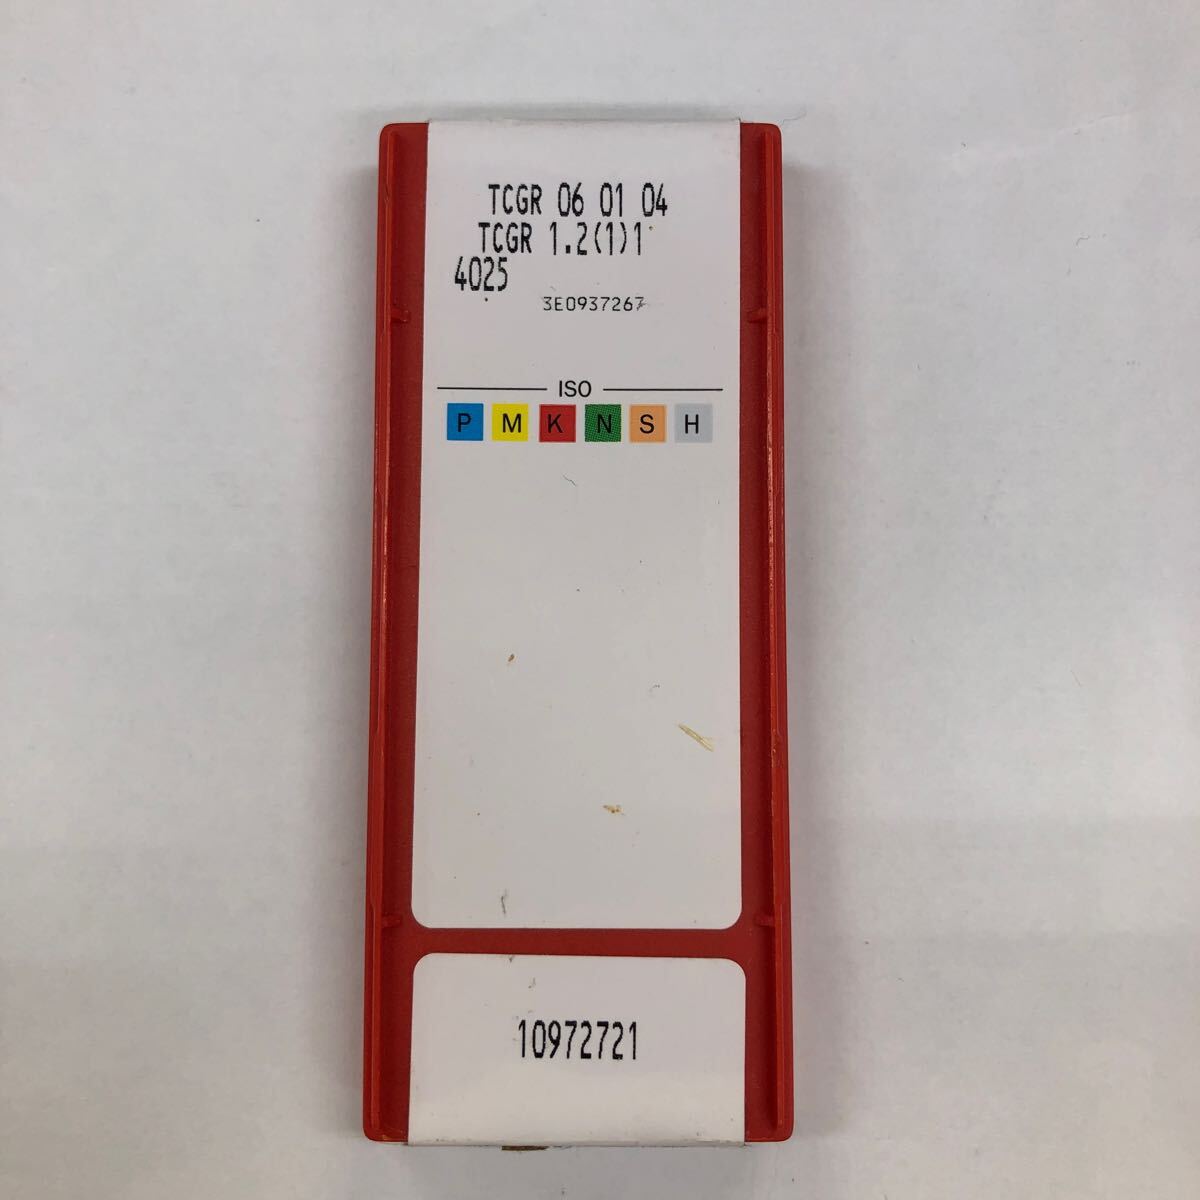 TCGR 06 01 04
TCGR 1.2(1)1
4025
3E0937267
ISO
P M K N S H
10972721